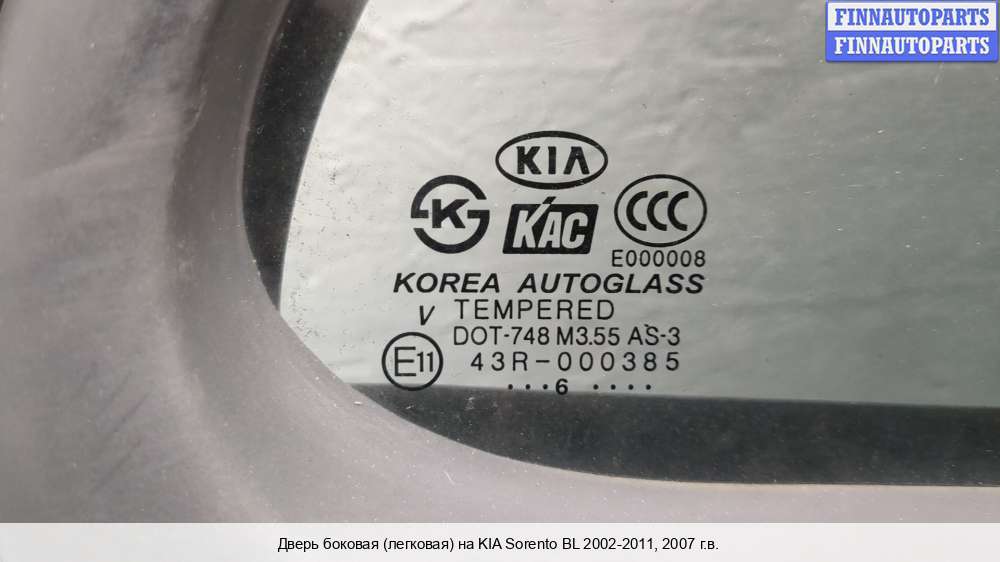 FINNAUTOPARTS
FINNAUTOPARTS
KIA
K
KAC
CCC
E000008
KOREA AUTOGLASS
V TEMPERED
DOT-748 M3.55 AS-3
E11 43R-000385
...6 ....
Дверь боковая (легковая) на KIA Sorento BL 2002-2011, 2007 г.в.